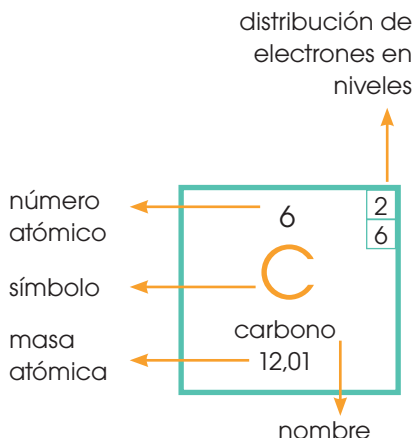 distribución de
electrones en
niveles
número
atómico
6
2
6
símbolo
C
masa
atómica
carbono
12,01
nombre